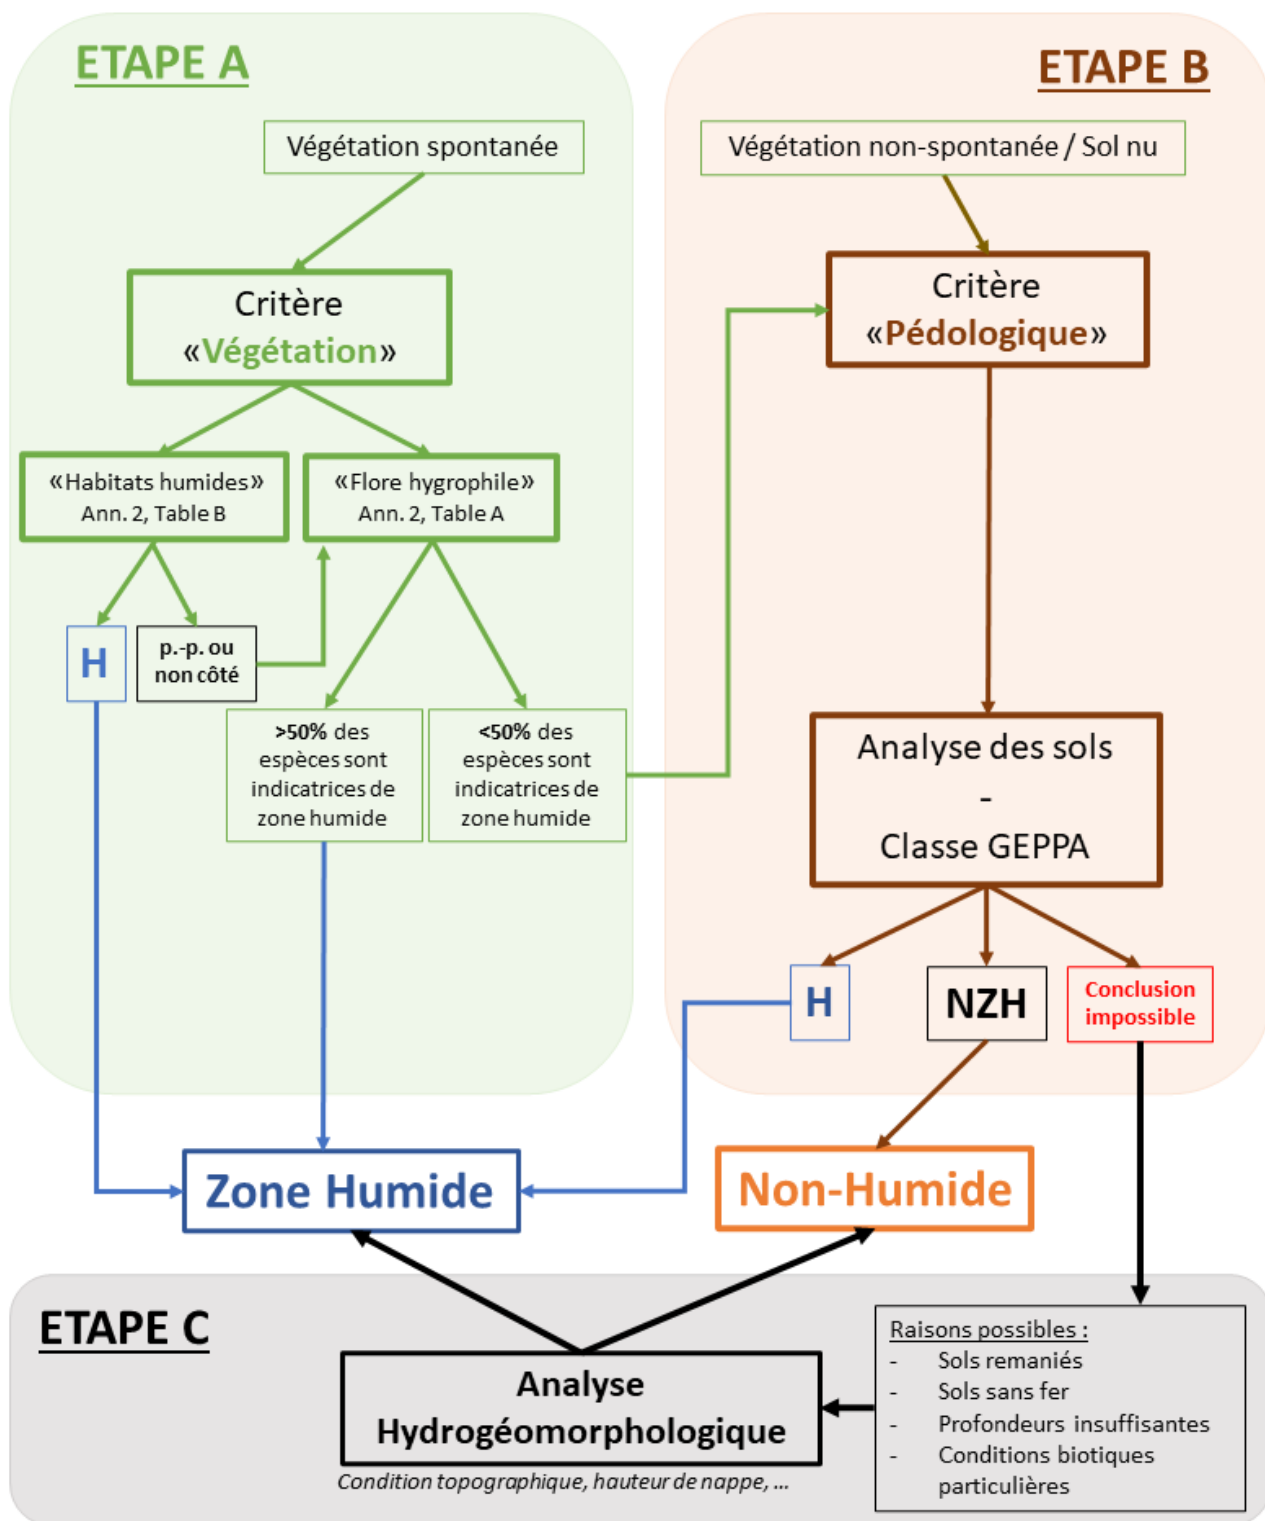 ETAPE A
Végétation spontanée
Critère
«Végétation»
«Habitats humides»
Ann. 2, Table B
«Flore hygrophile»
Ann. 2, Table A
H
p.-p. ou
non côté
>50% des
espèces sont
indicatrices de
zone humide
<50% des
espèces sont
indicatrices de
zone humide
ETAPE B
Végétation non-spontanée / Sol nu
Critère
«Pédologique»
Analyse des sols
-
Classe GEPPA
H
NZH
Conclusion
impossible
Zone Humide
Non-Humide
ETAPE C
Analyse
Hydrogéomorphologique
Condition topographique, hauteur de nappe, ...
Raisons possibles :
- Sols remaniés
- Sols sans fer
- Profondeurs insuffisantes
- Conditions biotiques
particulières